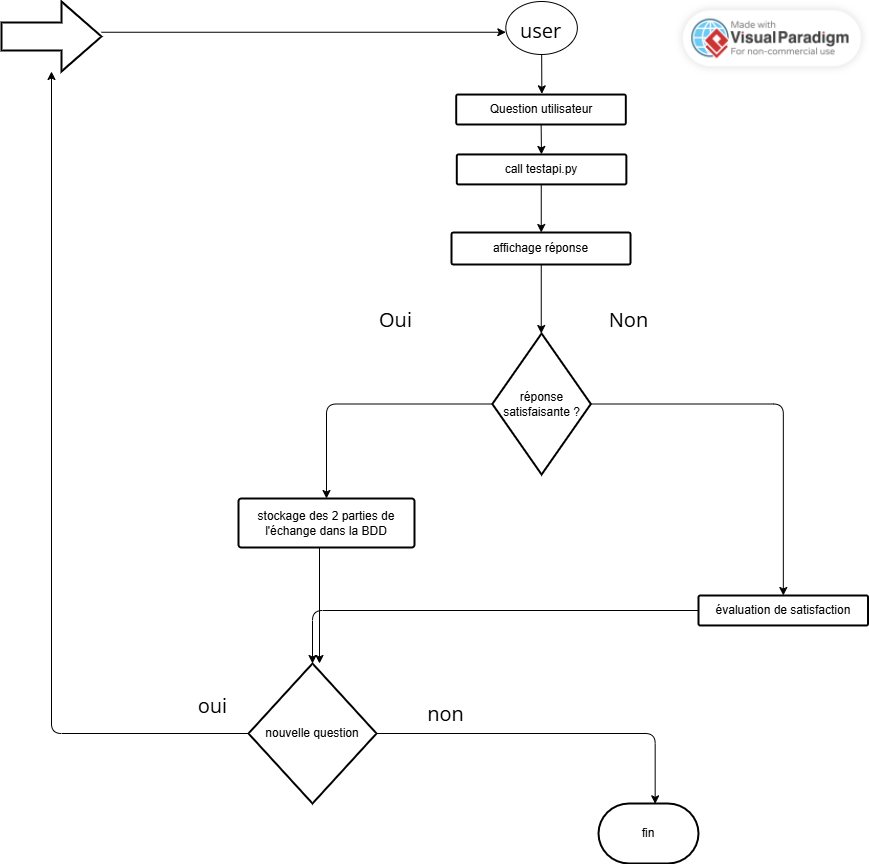 user
Made with
Visual Paradigm
For non-commercial use
Question utilisateur
call testapi.py
affichage réponse
Oui
Non
réponse
satisfaisante ?
stockage des 2 parties de
l'échange dans la BDD
évaluation de satisfaction
oui
non
nouvelle question
fin